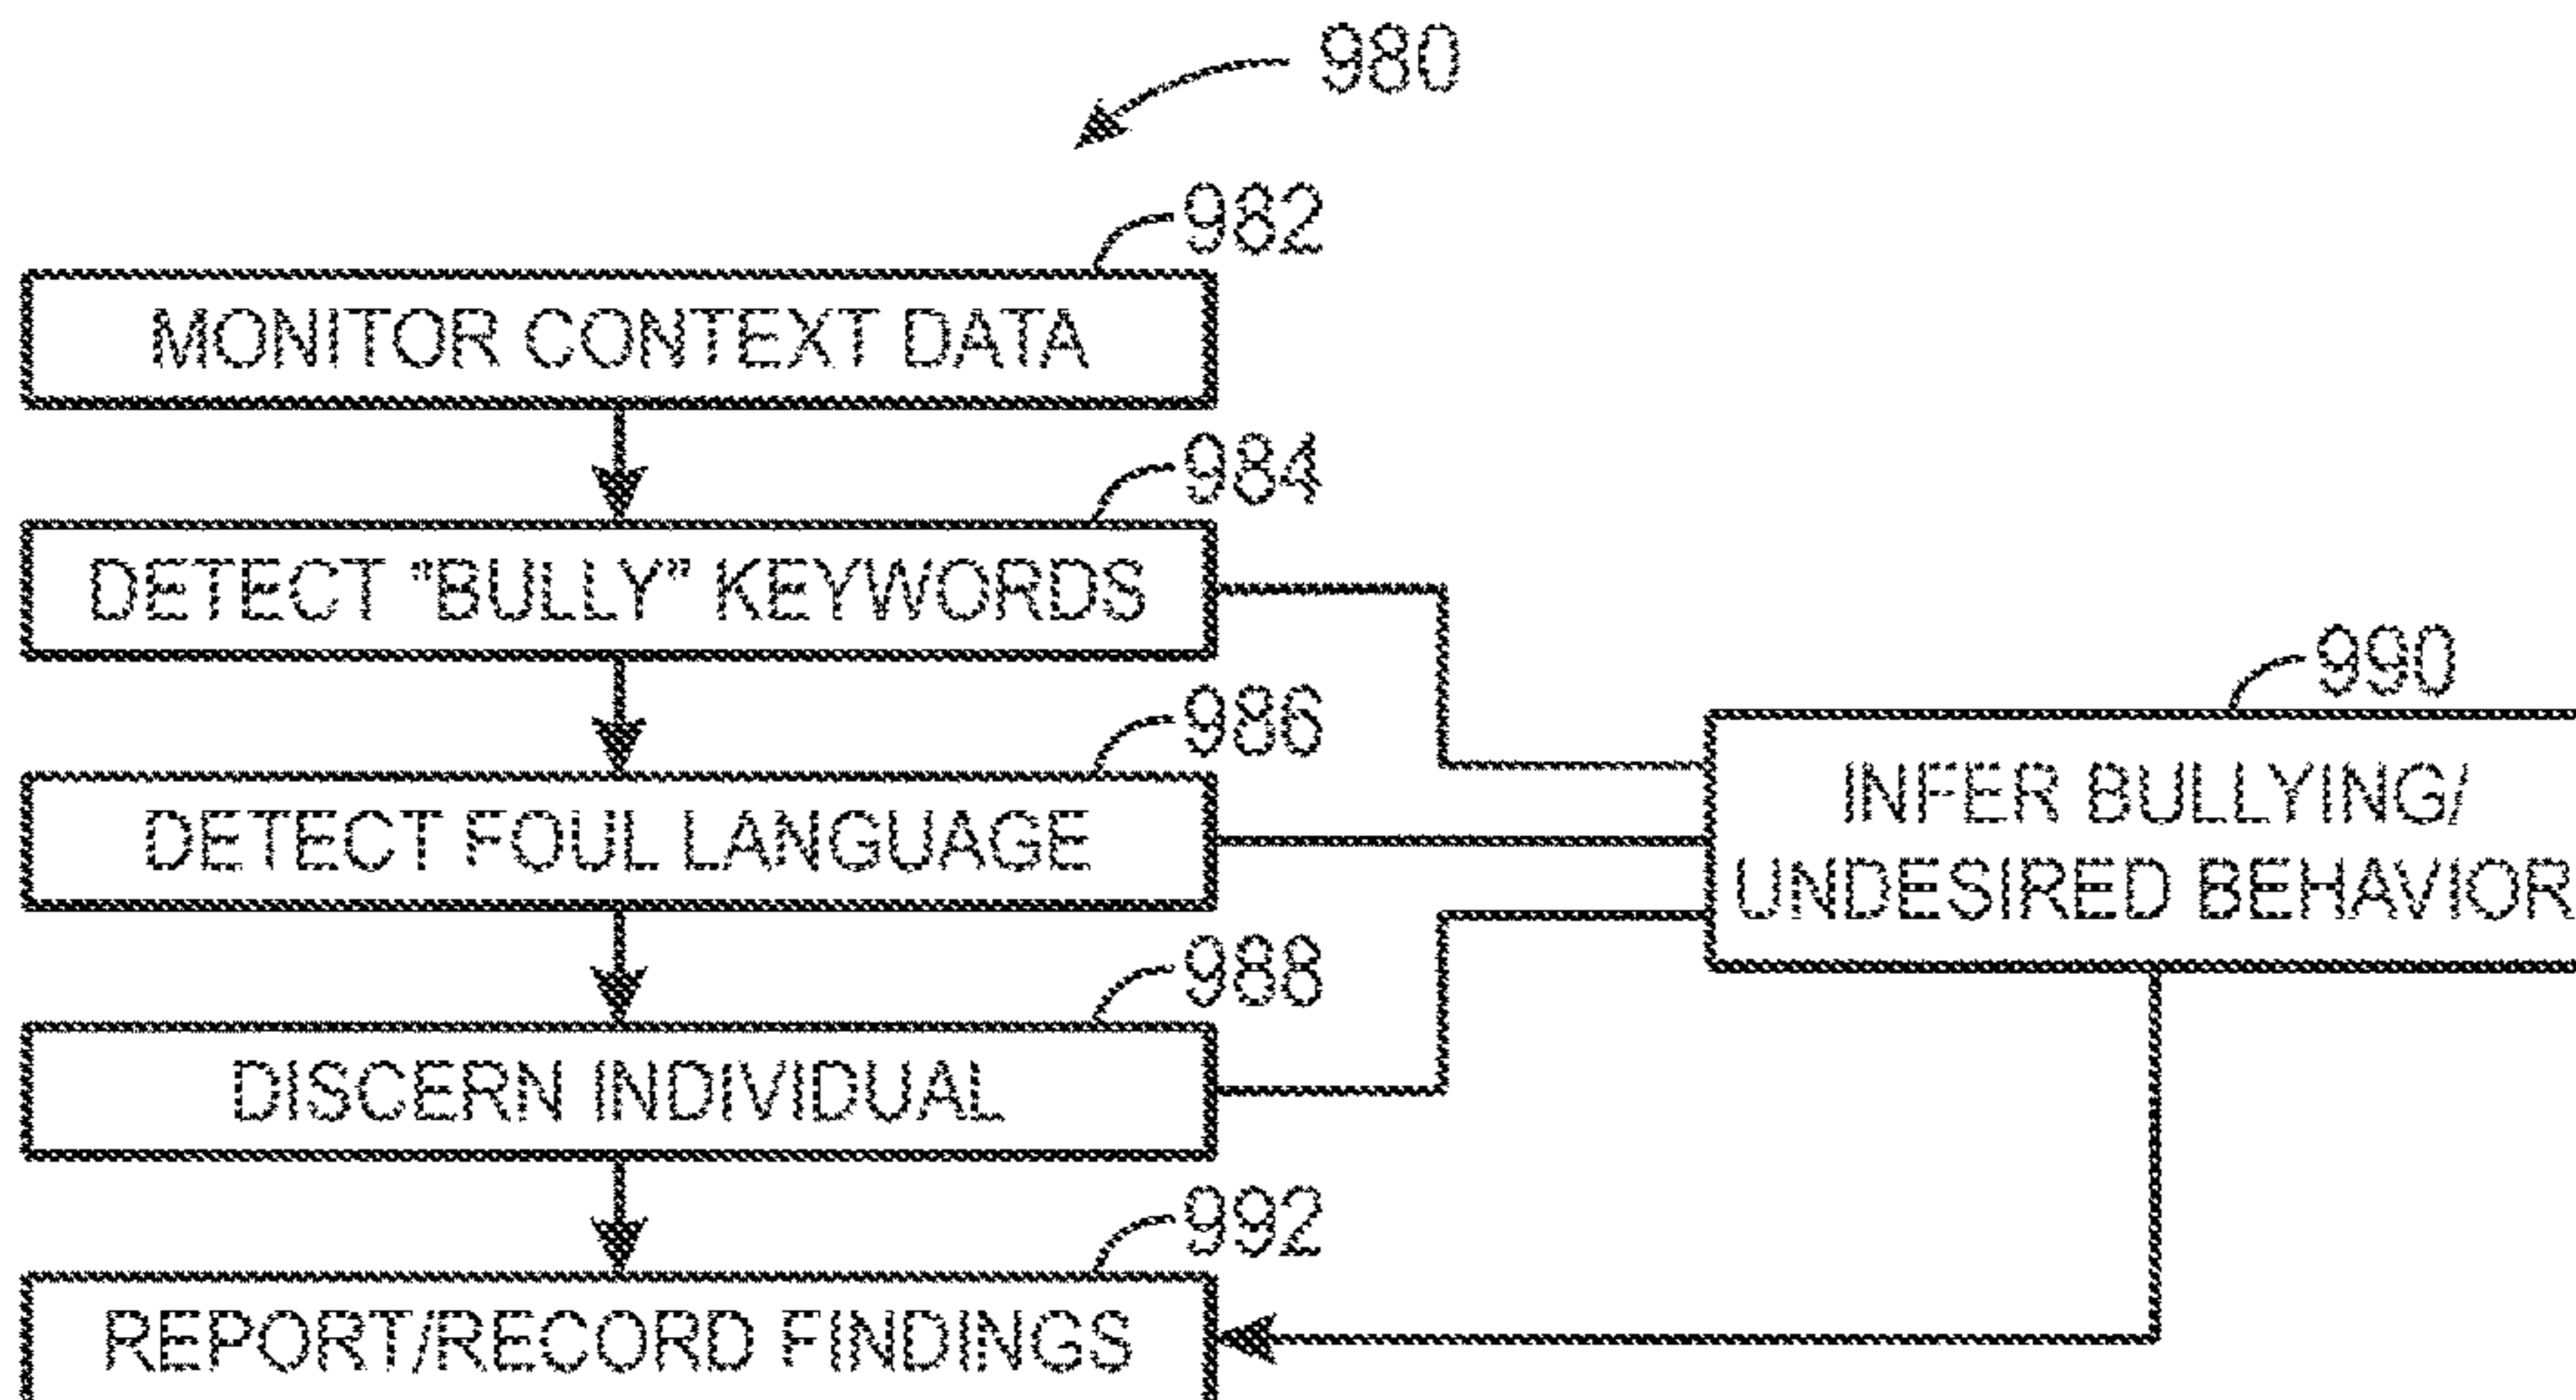 980
982
MONITOR CONTEXT DATA
984
DETECT "BULLY" KEYWORDS
986
DETECT FOUL LANGUAGE
990
INFER BULLYING/
UNDESIRED BEHAVIOR
988
DISCERN INDIVIDUAL
992
REPORT/RECORD FINDINGS